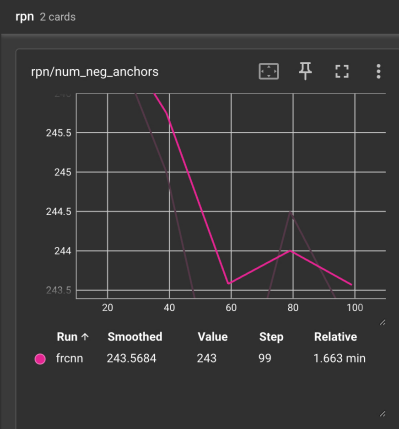 rpn 2 cards
rpn/num_neg_anchors
245.5
245
244.5
244
243.5
20 40 60 80 100
Run ↑ Smoothed Value Step Relative
frcnn 243.5684 243 99 1.663 min